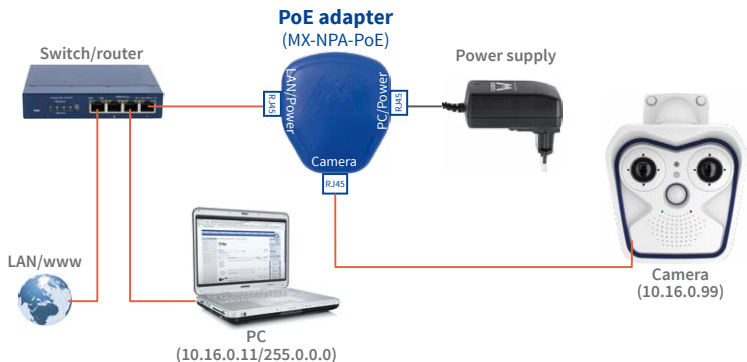 PoE adapter
(MX-NPA-PoE)
Switch/router
Power supply
LAN/Power
PC/Power
RJ45
RJ45
Camera
RJ45
LAN/www
Camera
(10.16.0.99)
PC
(10.16.0.11/255.0.0.0)